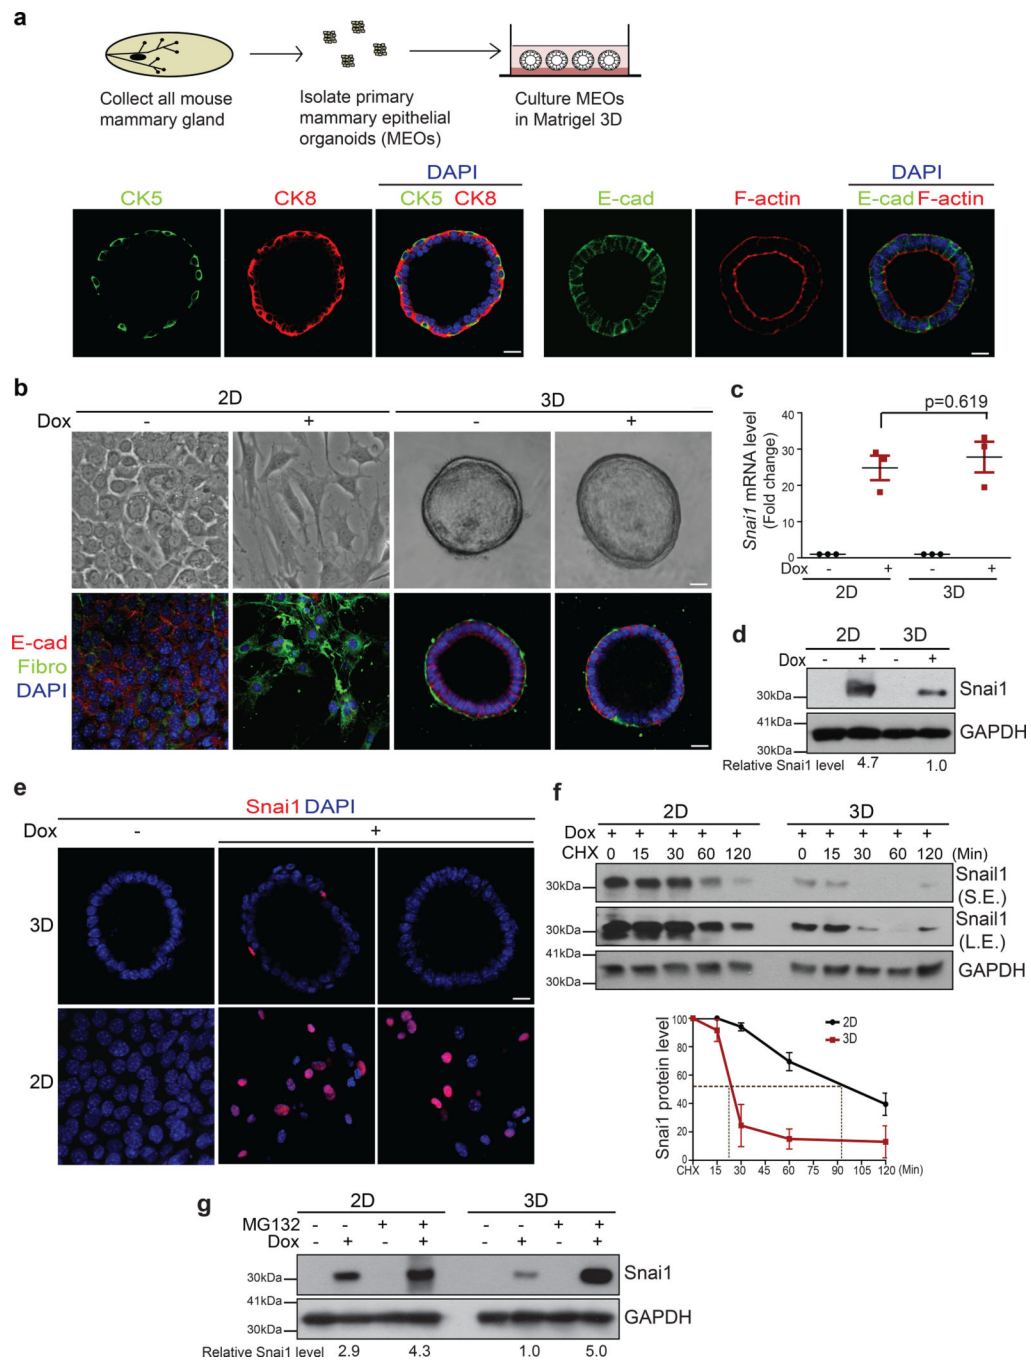 a
Collect all mouse
mammary gland
Isolate primary
mammary epithelial
organoids (MEOs)
Culture MEOs
in Matrigel 3D
DAPI
DAPI
CK5
CK8
CK5 CK8
E-cad
F-actin
E-cad F-actin
b
2D
3D
Dox - + - +
E-cad
Fibro
DAPI
c
p=0.619
Snai1 mRNA level
(Fold change)
40
30
20
10
0
Dox - + - +
2D
3D
d
2D
3D
Dox - + - +
30kDa
Snai1
41kDa
30kDa
GAPDH
Relative Snai1 level 4.7 1.0
e
Snai1 DAPI
Dox - +
3D
2D
f
2D
3D
Dox + + + + + + + + + +
CHX 0 15 30 60 120 0 15 30 60 120 (Min)
30kDa
Snail1
(S.E.)
30kDa
Snail1
(L.E.)
41kDa
30kDa
GAPDH
Snai1 protein level
100
80
60
40
20
0
2D
3D
CHX 15 30 45 60 75 90 105 120 (Min)
g
2D
3D
MG132 - - + + - - + +
Dox - + - + - + - +
30kDa
Snai1
41kDa
30kDa
GAPDH
Relative Snai1 level 2.9 4.3 1.0 5.0